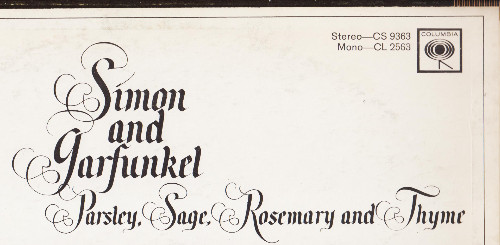 Stereo—CS 9363
Mono—CL 2563
COLUMBIA
Simon
and
Garfunkel
Parsley, Sage, Rosemary and Thyme